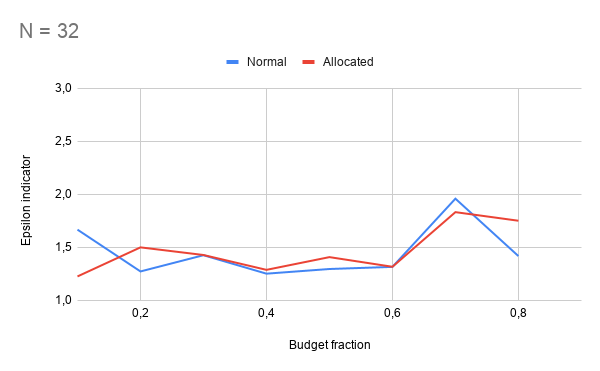 N = 32
Normal Allocated
3,0
2,5
2,0
1,5
1,0
Epsilon indicator
0,2 0,4 0,6 0,8
Budget fraction